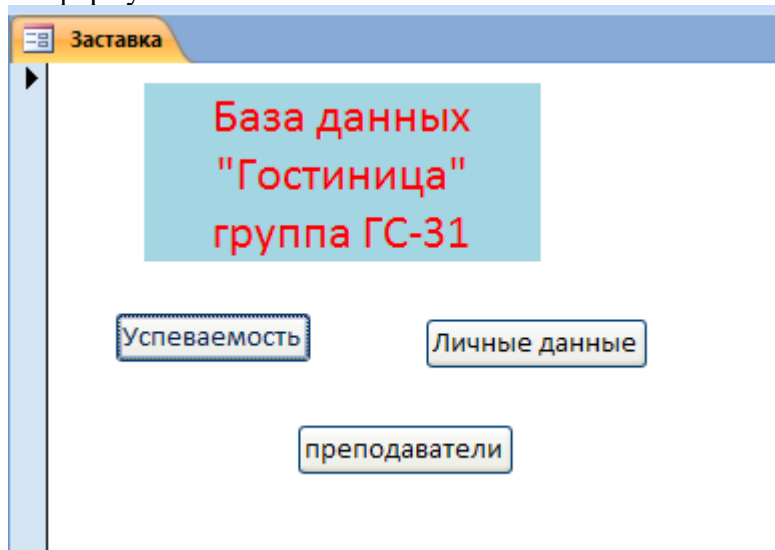 Заставка
База данных
"Гостиница"
группа ГС-31
Успеваемость
Личные данные
преподаватели